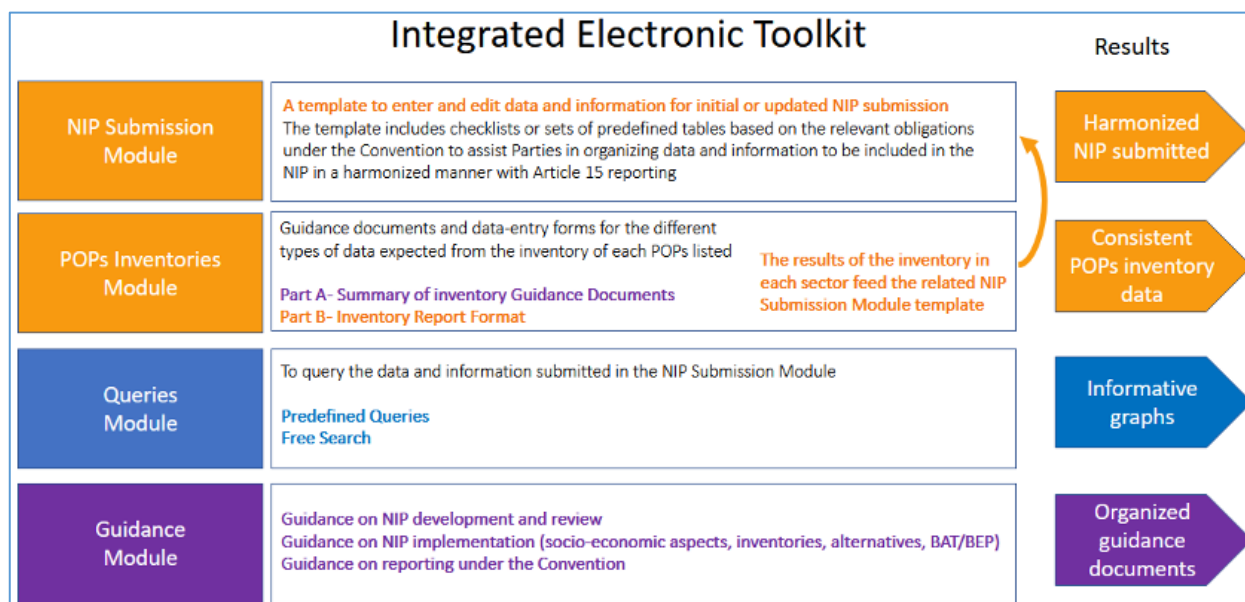 Integrated Electronic Toolkit
Results
NIP Submission
Module
A template to enter and edit data and information for initial or updated NIP submission
The template includes checklists or sets of predefined tables based on the relevant obligations
under the Convention to assist Parties in organizing data and information to be included in the
NIP in a harmonized manner with Article 15 reporting
Harmonized
NIP submitted
POPs Inventories
Module
Guidance documents and data-entry forms for the different
types of data expected from the inventory of each POPs listed
Part A- Summary of inventory Guidance Documents
Part B- Inventory Report Format
The results of the inventory in
each sector feed the related NIP
Submission Module template
Consistent
POPs inventory
data
Queries
Module
To query the data and information submitted in the NIP Submission Module
Predefined Queries
Free Search
Informative
graphs
Guidance
Module
Guidance on NIP development and review
Guidance on NIP implementation (socio-economic aspects, inventories, alternatives, BAT/BEP)
Guidance on reporting under the Convention
Organized
guidance
documents